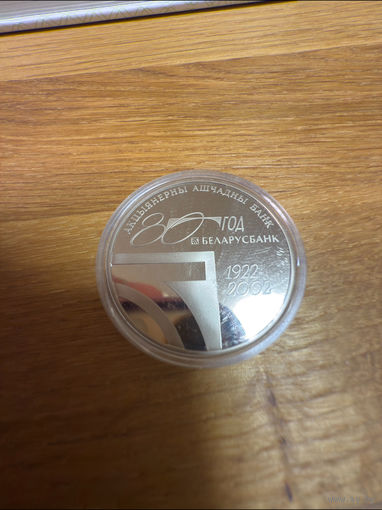 АКЦЫЯНЕРНЫ АШЧАДНЫ БАНК
80 ГОД
БЕЛАРУСБАНК
1922
2002